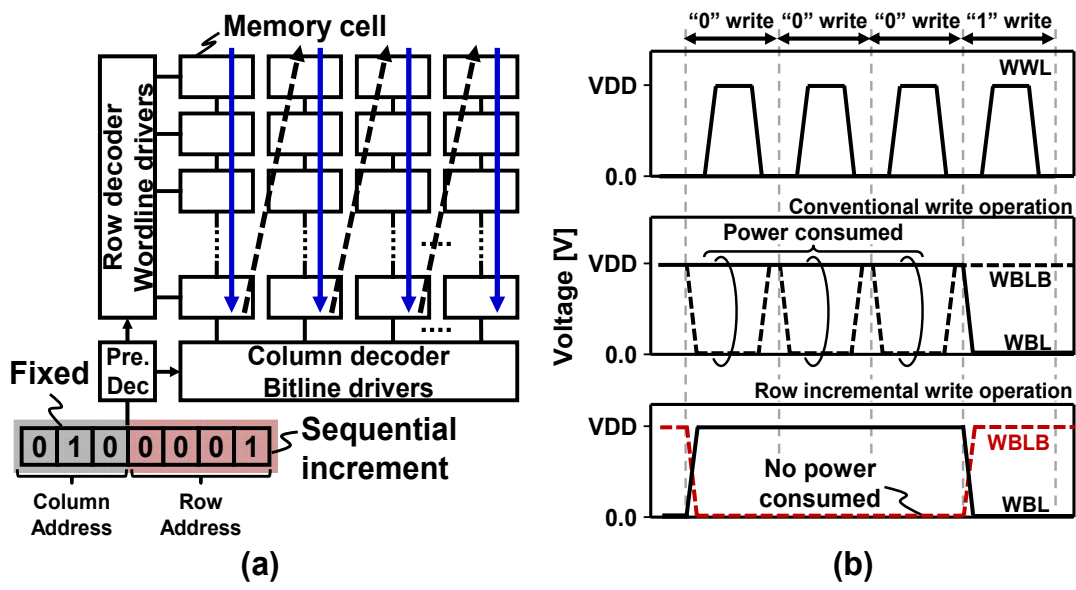 Memory cell
Row decoder
Wordline drivers
Pre.
Dec
Column decoder
Bitline drivers
Fixed
0 1 0 0 0 0 1
Sequential
increment
Column
Address
Row
Address
(a)
"0" write "0" write "0" write "1" write
Voltage [V]
WWL
VDD
0.0
Conventional write operation
Power consumed
VDD
WBLB
0.0
WBL
Row incremental write operation
VDD
WBLB
No power
consumed
0.0
WBL
(b)